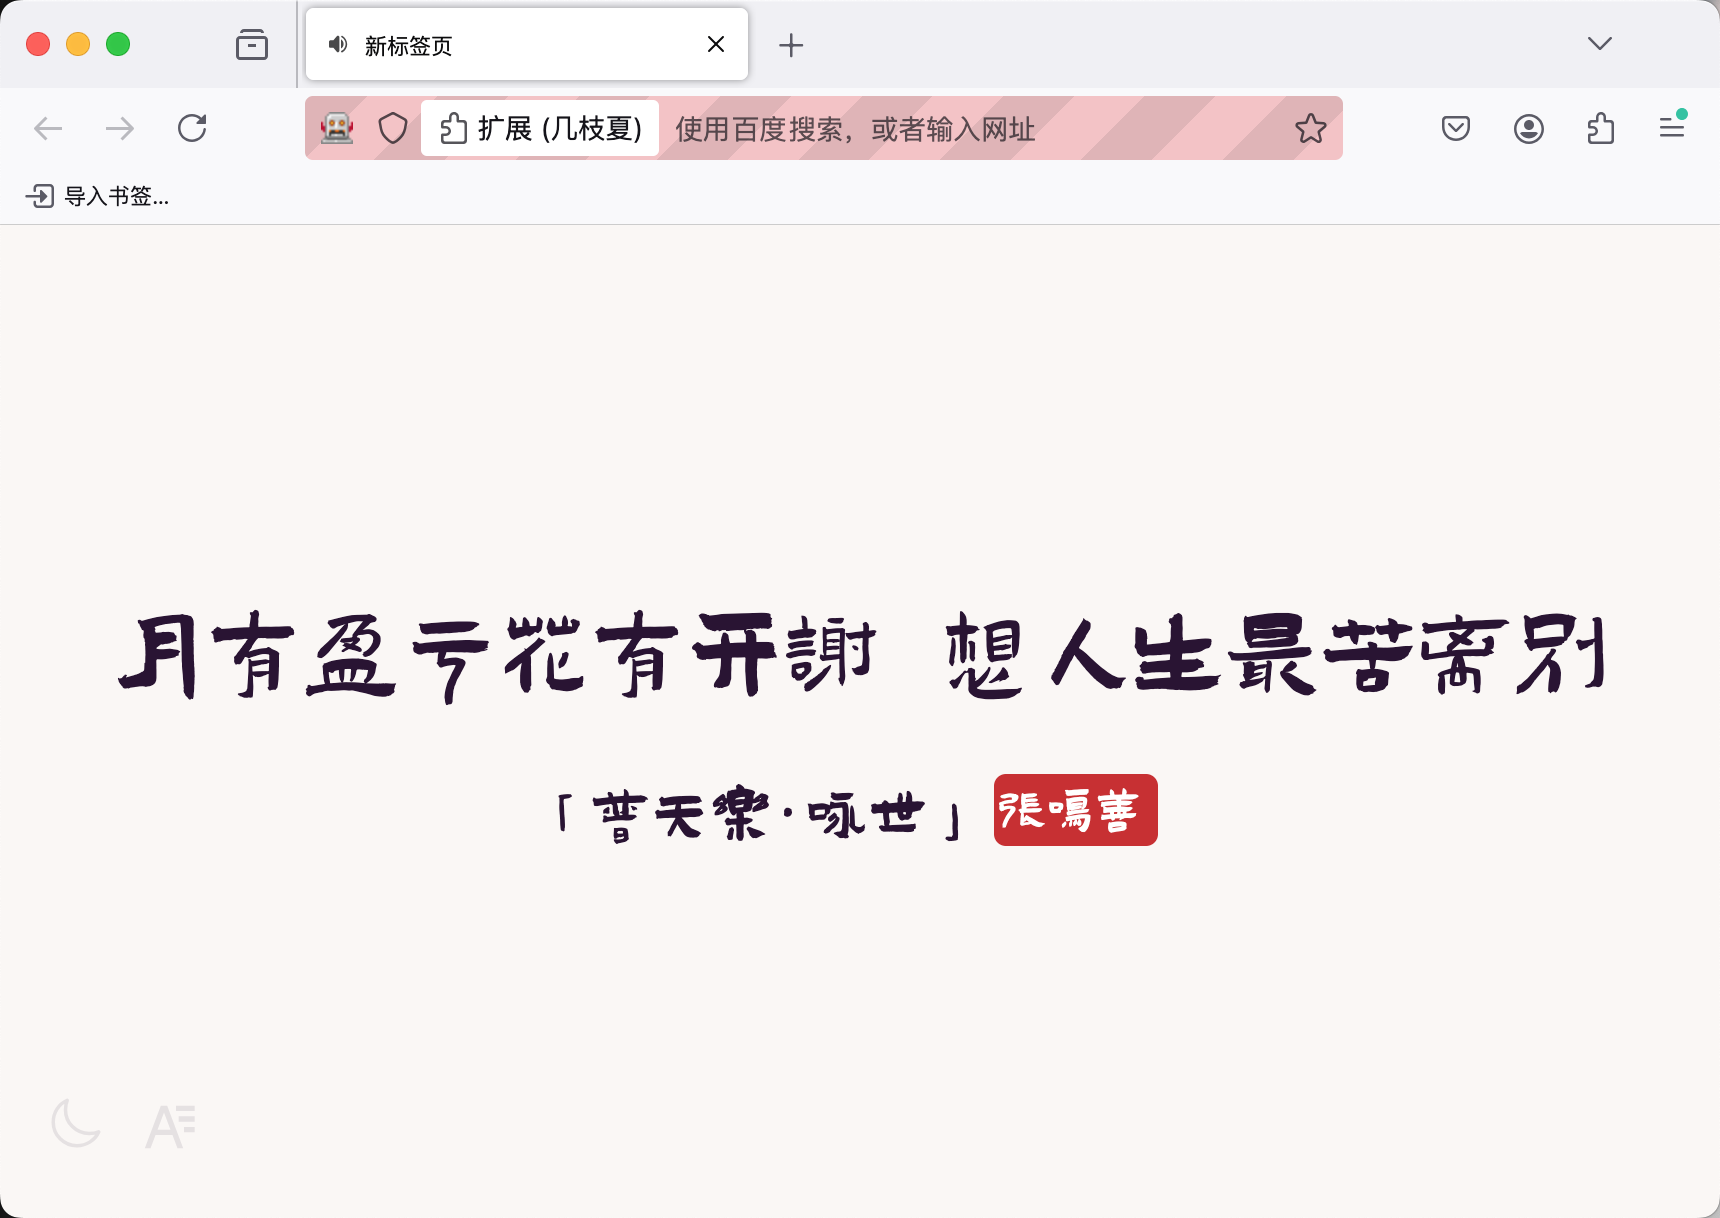 新标签页
扩展 (几枝夏) 使用百度搜索，或者输入网址
导入书签...
月有盈亏花有开謝 想人生最苦离别
「普天樂·咏世」 張鳴善